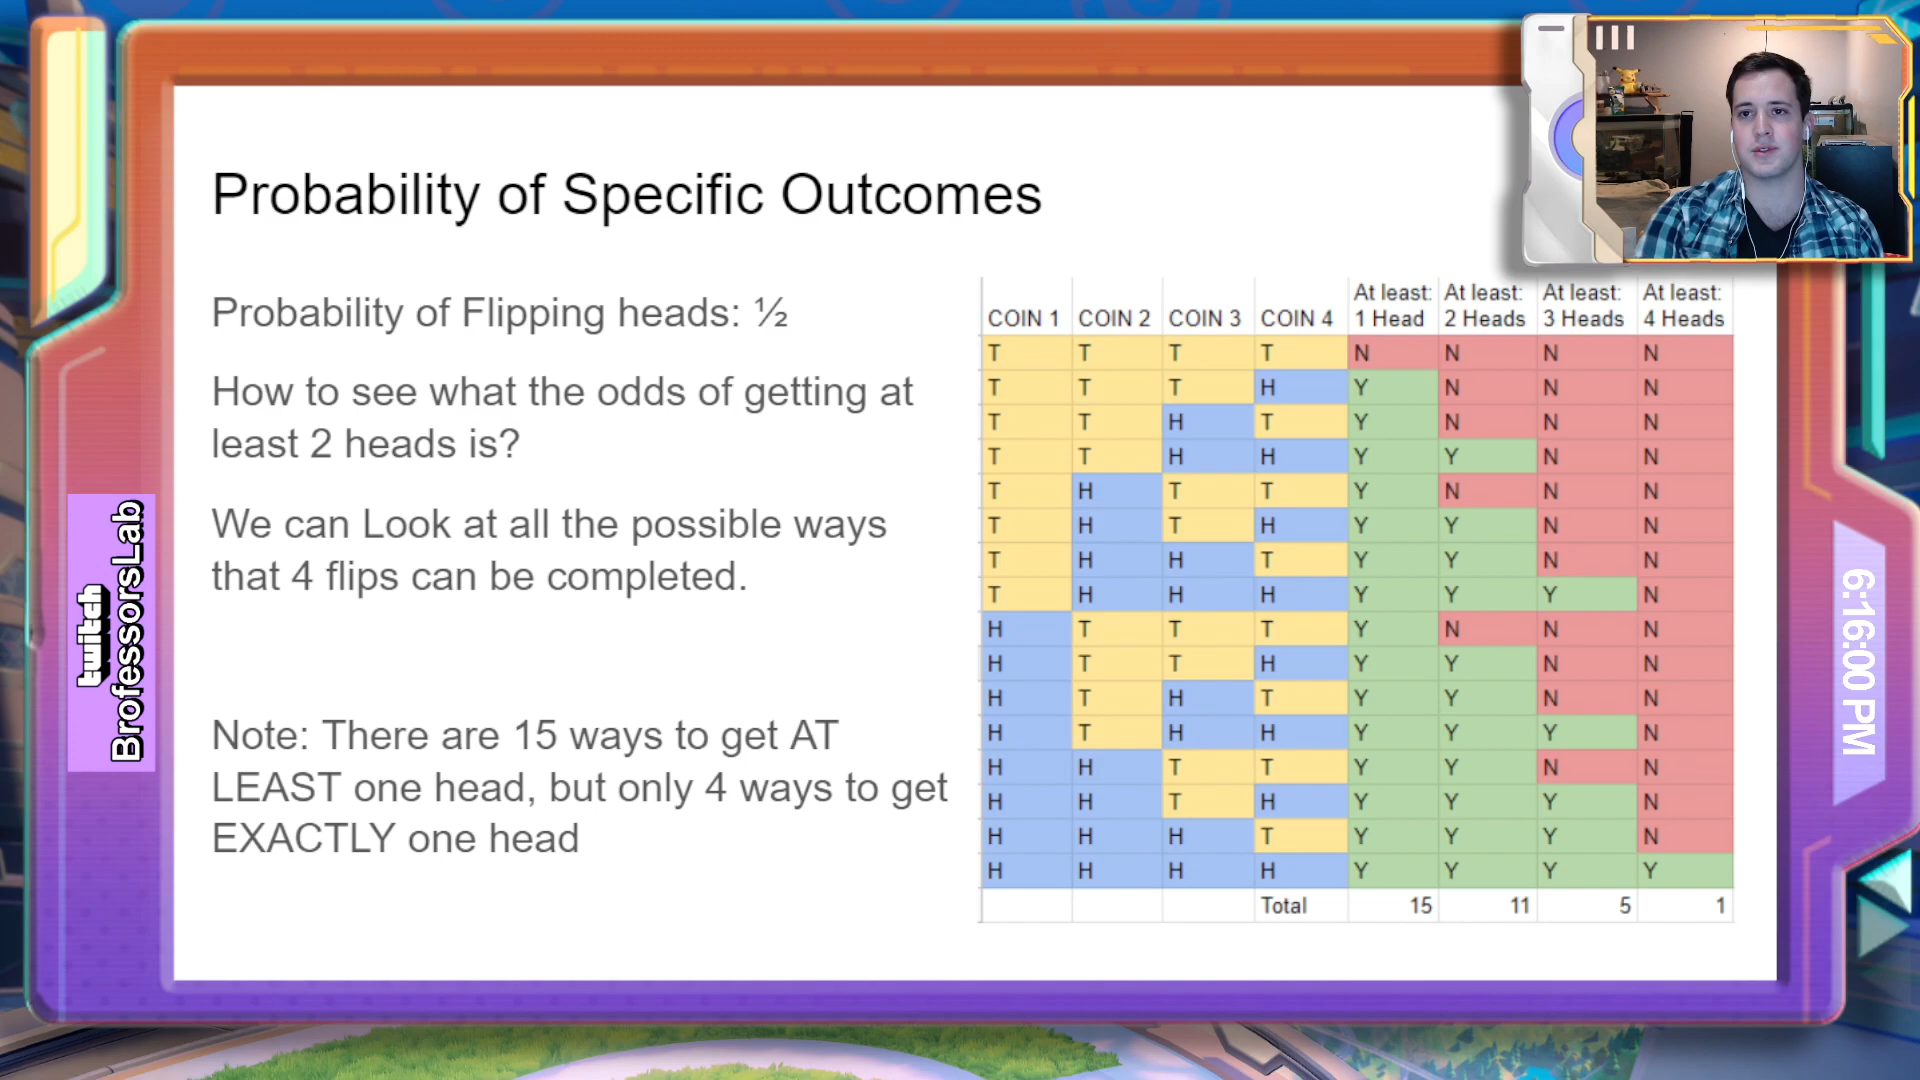 Probability of Specific Outcomes
Probability of Flipping heads: ½
How to see what the odds of getting at
least 2 heads is?
We can Look at all the possible ways
that 4 flips can be completed.
Note: There are 15 ways to get AT
LEAST one head, but only 4 ways to get
EXACTLY one head
COIN 1 COIN 2 COIN 3 COIN 4 At least: 1 Head At least: 2 Heads At least: 3 Heads At least: 4 Heads
T T T T N N N N
T T T H Y N N N
T T H T Y N N N
T T H H Y Y N N
T H T T Y N N N
T H T H Y Y N N
T H H T Y Y N N
T H H H Y Y Y N
H T T T Y N N N
H T T H Y Y N N
H T H T Y Y N N
H T H H Y Y Y N
H H T T Y Y N N
H H T H Y Y Y N
H H H T Y Y Y N
H H H H Y Y Y Y
Total 15 11 5 1
twitch
BrofessorsLab
6:16:00 PM